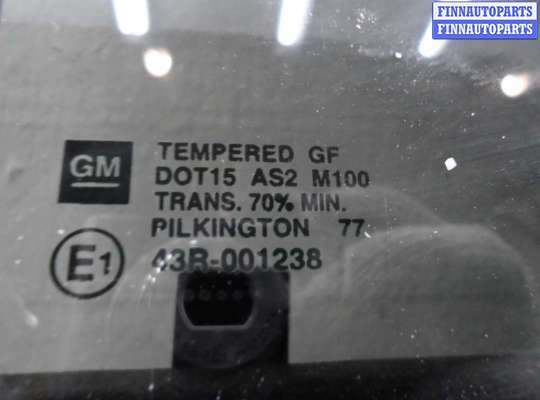 FINNAUTOPARTS
FINNAUTOPARTS
GM
TEMPERED GF
DOT15 AS2 M100
TRANS. 70% MIN.
PILKINGTON 77
E1 43R-001238